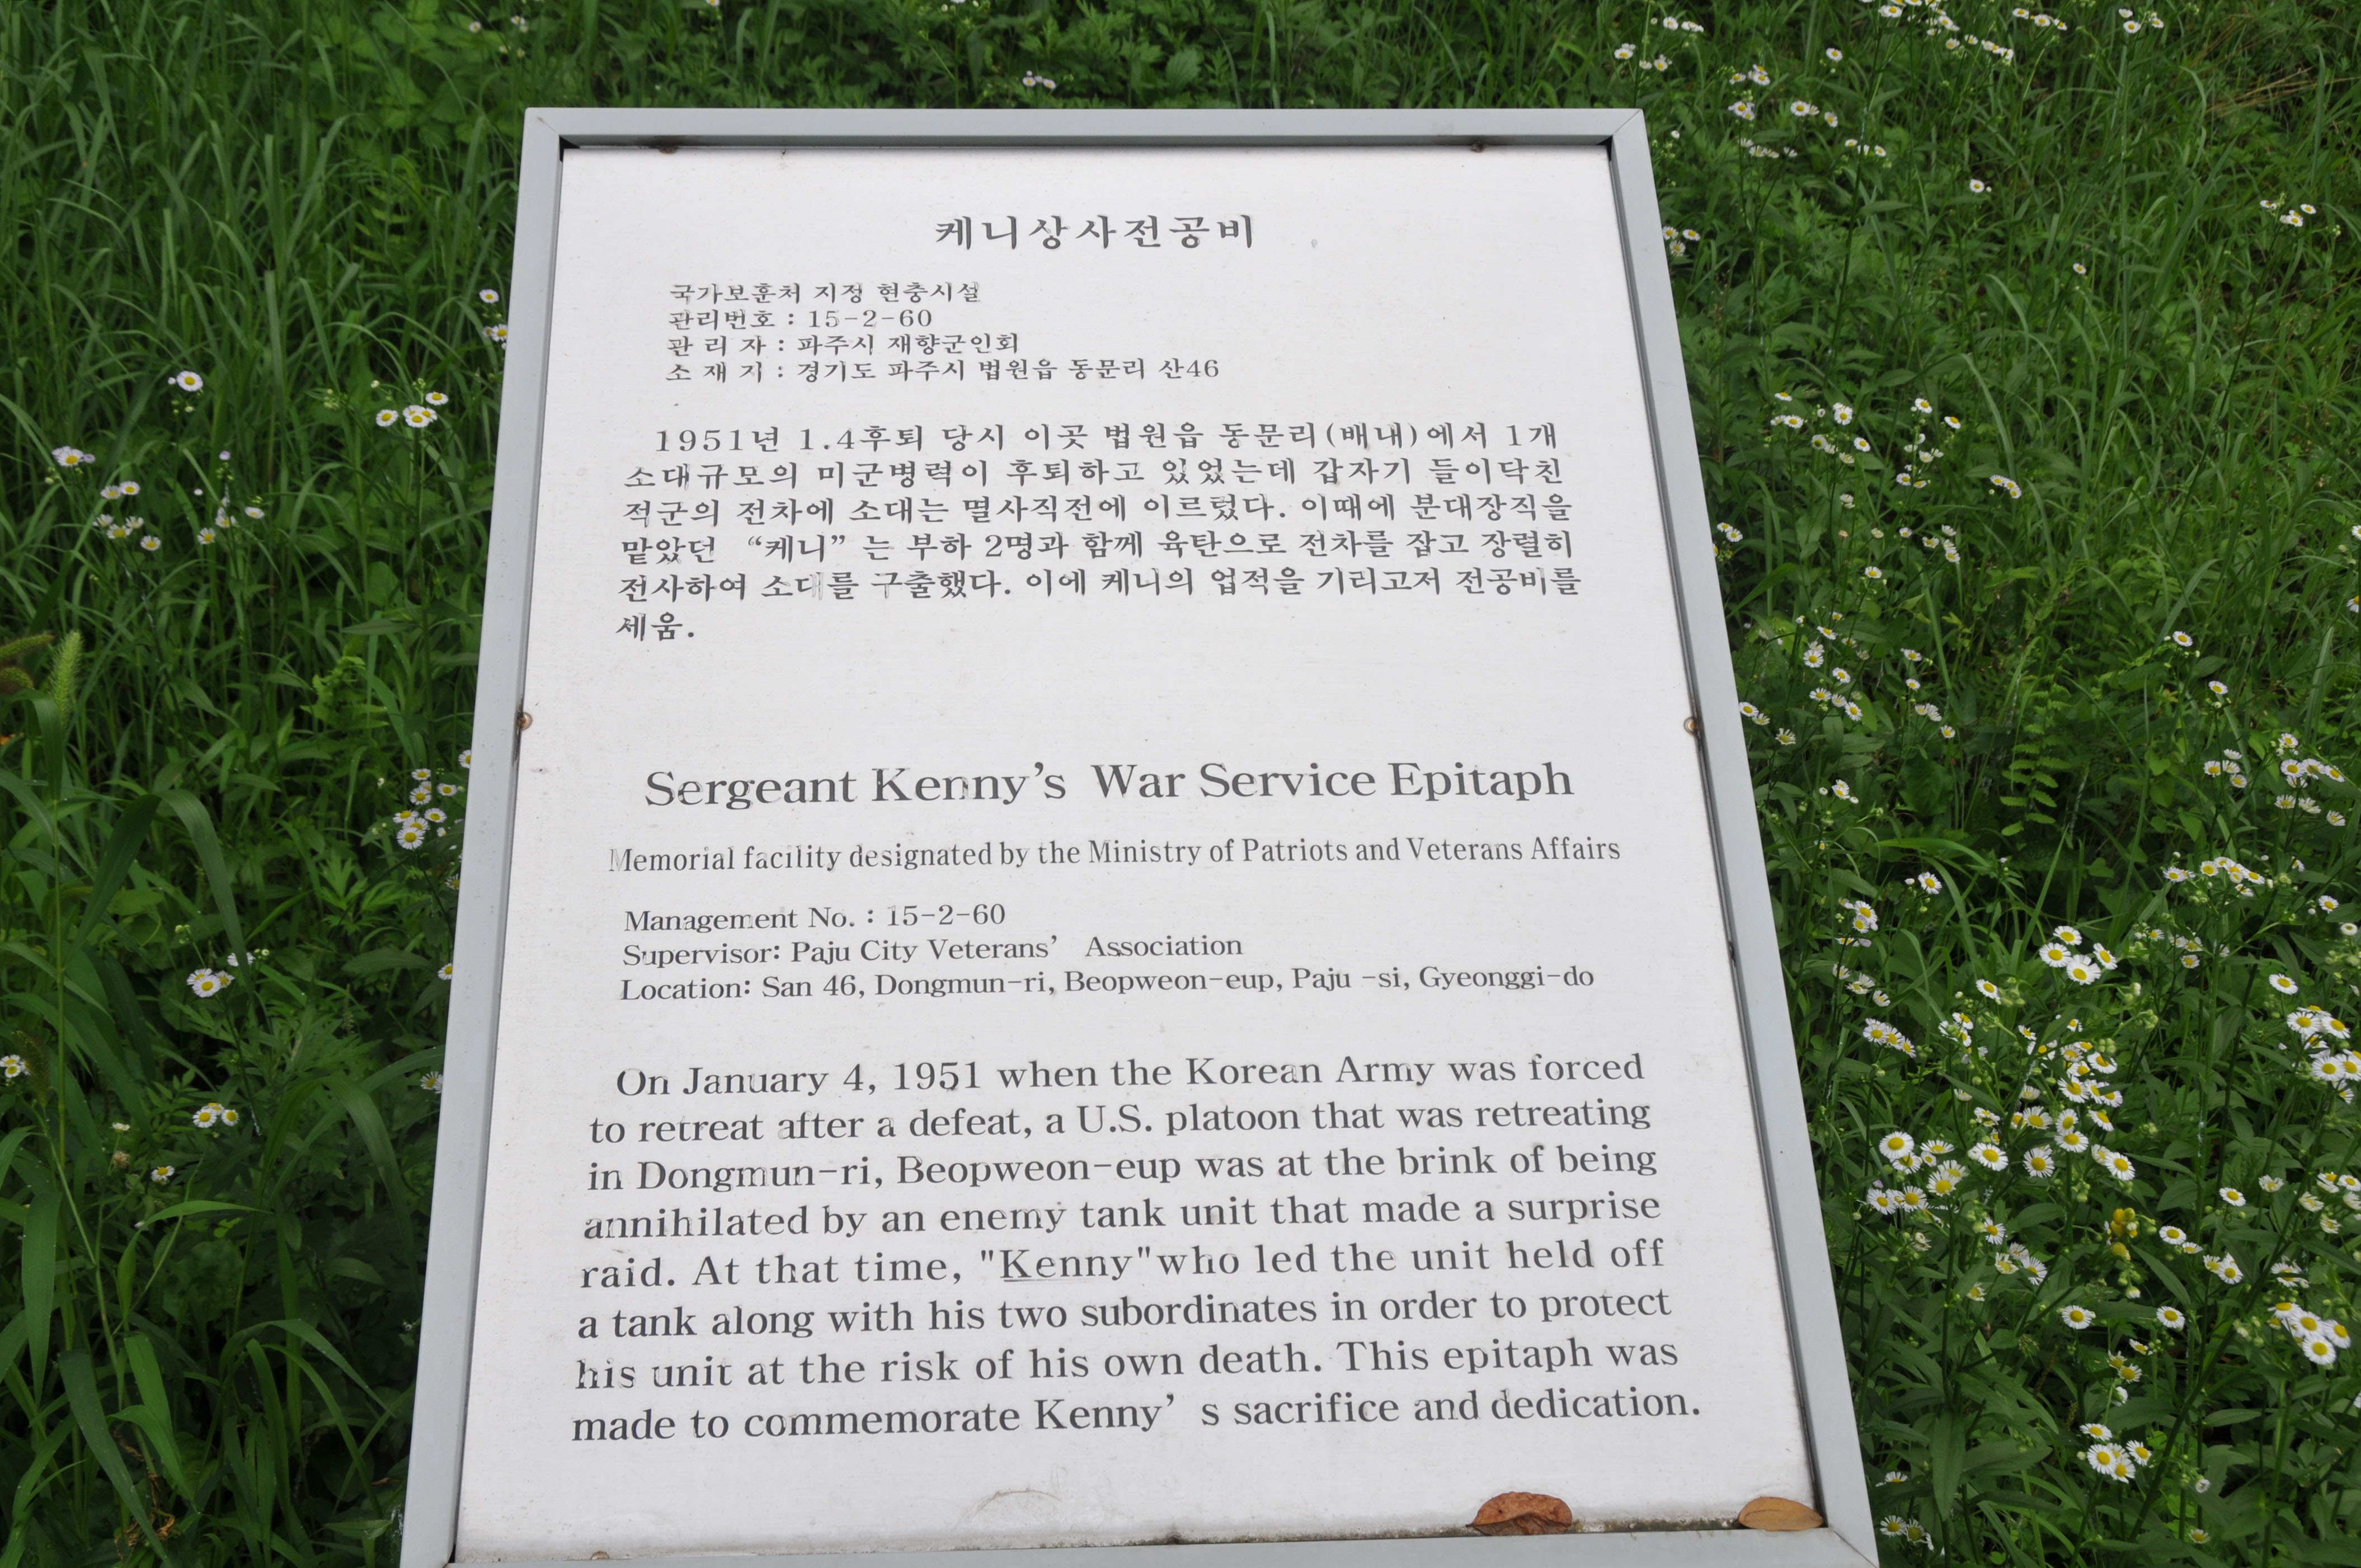 케니상사전공비
국가보훈처 지정 현충시설
관리번호 : 15-2-60
관 리 자 : 파주시 재향군인회
소 재 지 : 경기도 파주시 법원읍 동문리 산46
1951년 1.4후퇴 당시 이곳 법원읍 동문리(배내)에서 1개
소대규모의 미군병력이 후퇴하고 있었는데 갑자기 들이닥친
적군의 전차에 소대는 멸사직전에 이르렀다. 이때에 분대장직을
맡았던 “케니” 는 부하 2명과 함께 육탄으로 전차를 잡고 장렬히
전사하여 소대를 구출했다. 이에 케니의 업적을 기리고저 전공비를
세움.
Sergeant Kenny’s War Service Epitaph
Memorial facility designated by the Ministry of Patriots and Veterans Affairs
Management No. : 15-2-60
Supervisor: Paju City Veterans’ Association
Location: San 46, Dongmun-ri, Beopweon-eup, Paju -si, Gyeonggi-do
On January 4, 1951 when the Korean Army was forced
to retreat after a defeat, a U.S. platoon that was retreating
in Dongmun-ri, Beopweon-eup was at the brink of being
annihilated by an enemy tank unit that made a surprise
raid. At that time, "Kenny"who led the unit held off
a tank along with his two subordinates in order to protect
his unit at the risk of his own death. This epitaph was
made to commemorate Kenny’ s sacrifice and dedication.